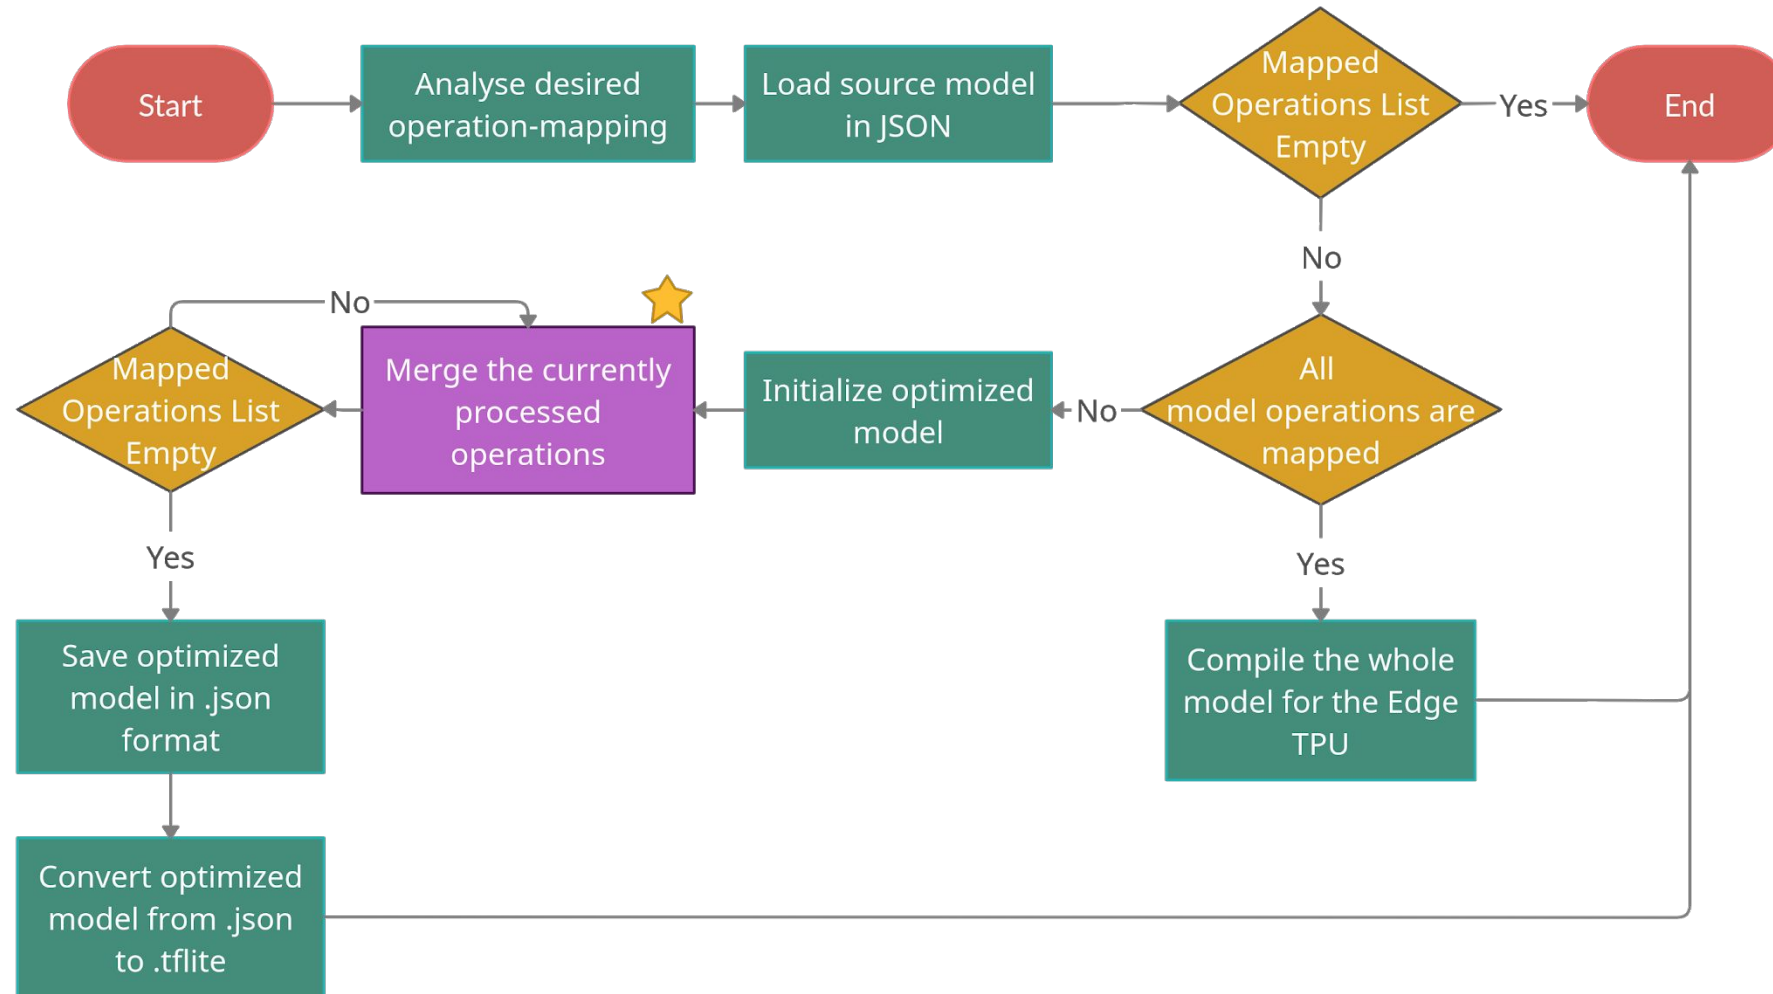 Start
Analyse desired
operation-mapping
Load source model
in JSON
Mapped
Operations List
Empty
Yes
End
No
All
model operations are
mapped
No
Initialize optimized
model
Merge the currently
processed
operations
No
Mapped
Operations List
Empty
Yes
Yes
Save optimized
model in .json
format
Compile the whole
model for the Edge
TPU
Convert optimized
model from .json
to .tflite